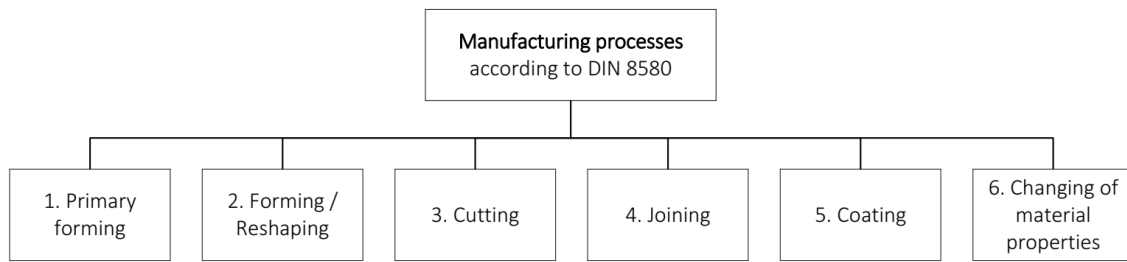 Manufacturing processes
according to DIN 8580
1. Primary
forming
2. Forming /
Reshaping
3. Cutting
4. Joining
5. Coating
6. Changing of
material
properties